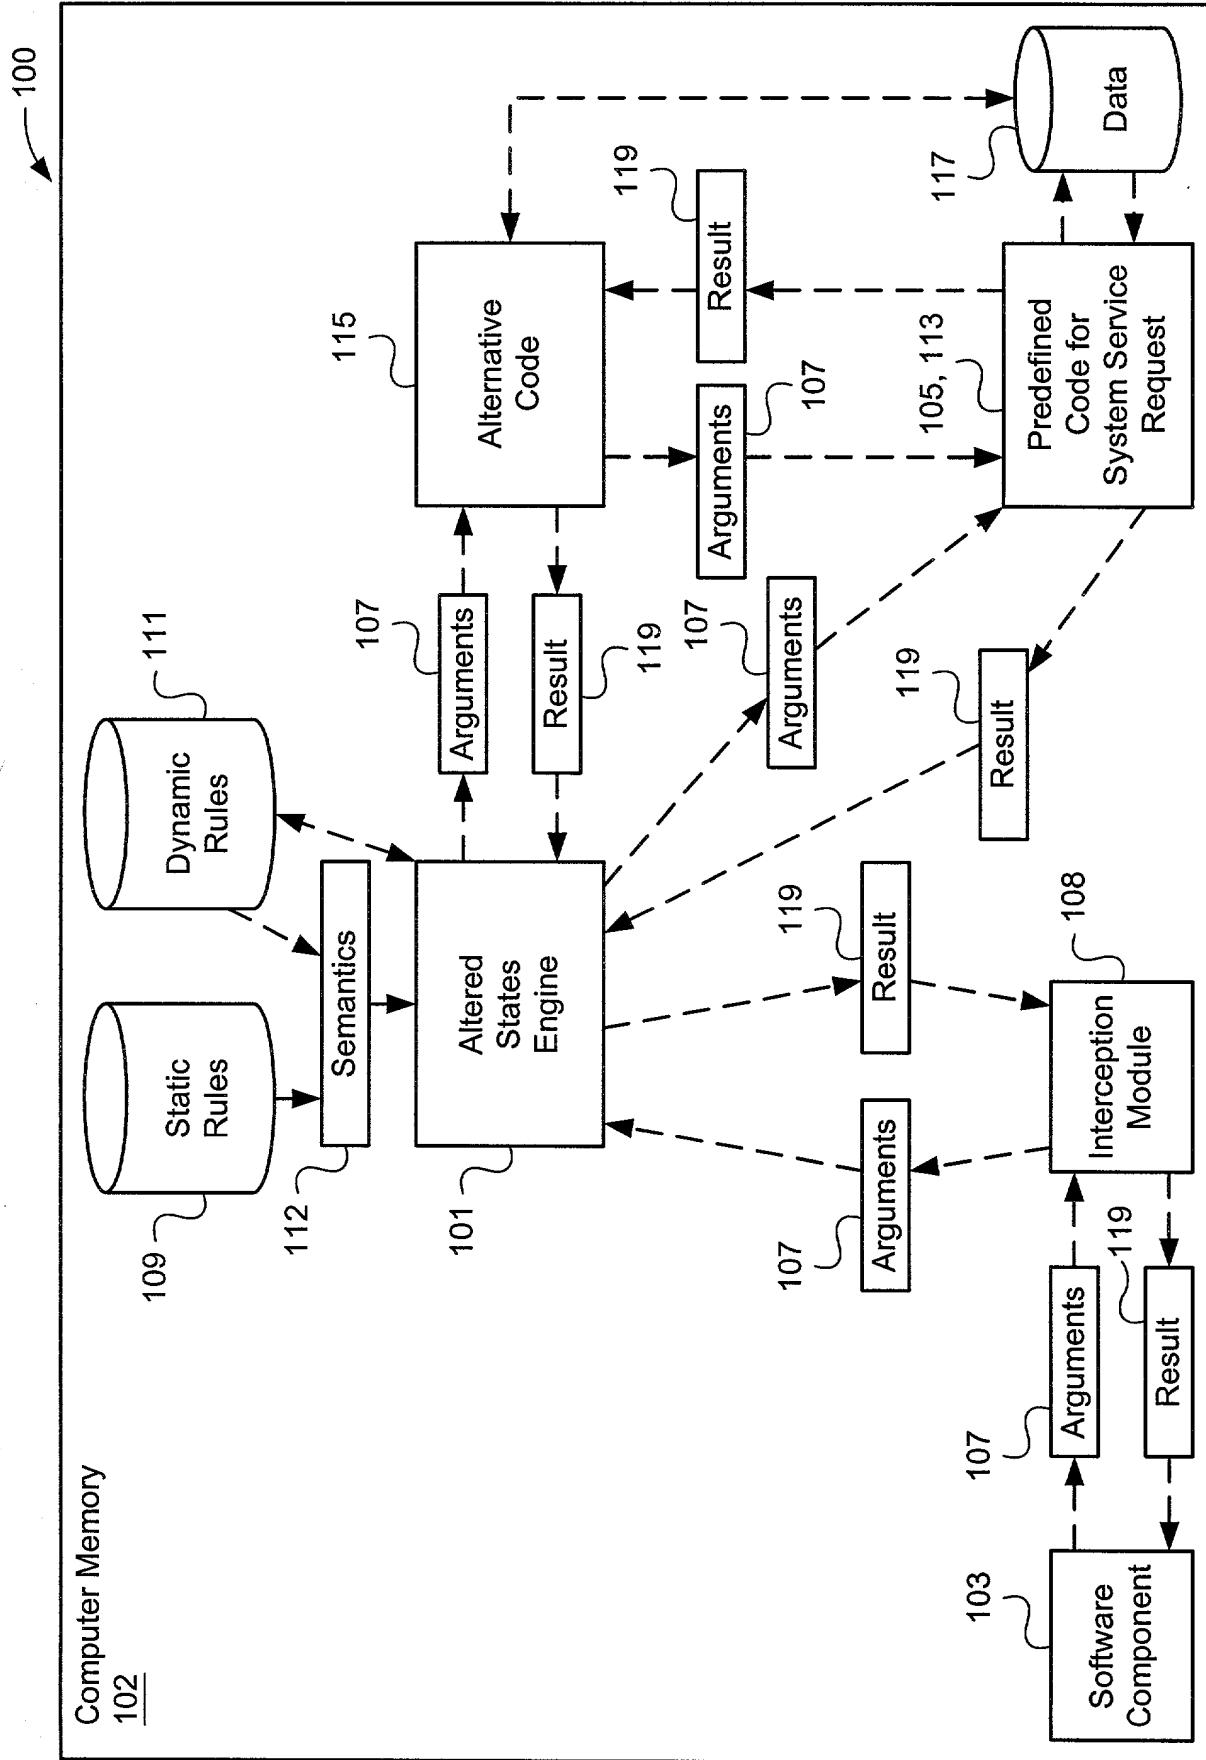 Computer Memory
102
100
109
Static
Rules
111
Dynamic
Rules
112
Semantics
101
Altered
States
Engine
107
Arguments
Result
119
115
Alternative
Code
107
Arguments
119
Result
107
Arguments
Result
119
107
Arguments
119
Result
103
Software
Component
107
Arguments
119
Result
108
Interception
Module
105, 113
Predefined
Code for
System Service
Request
117
Data